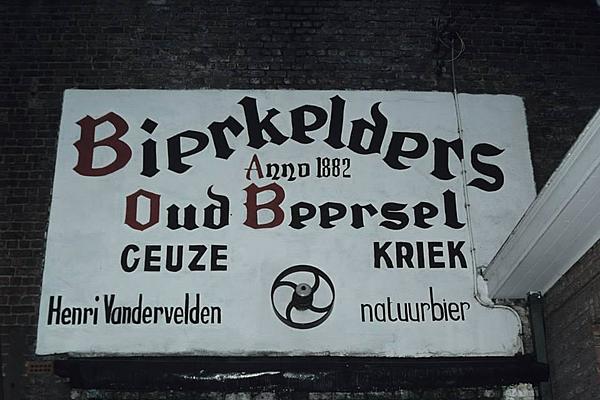 Bierkelders
Anno 1882
Oud Beersel
GEUZE KRIEK
Henri Vandervelden natuurbier